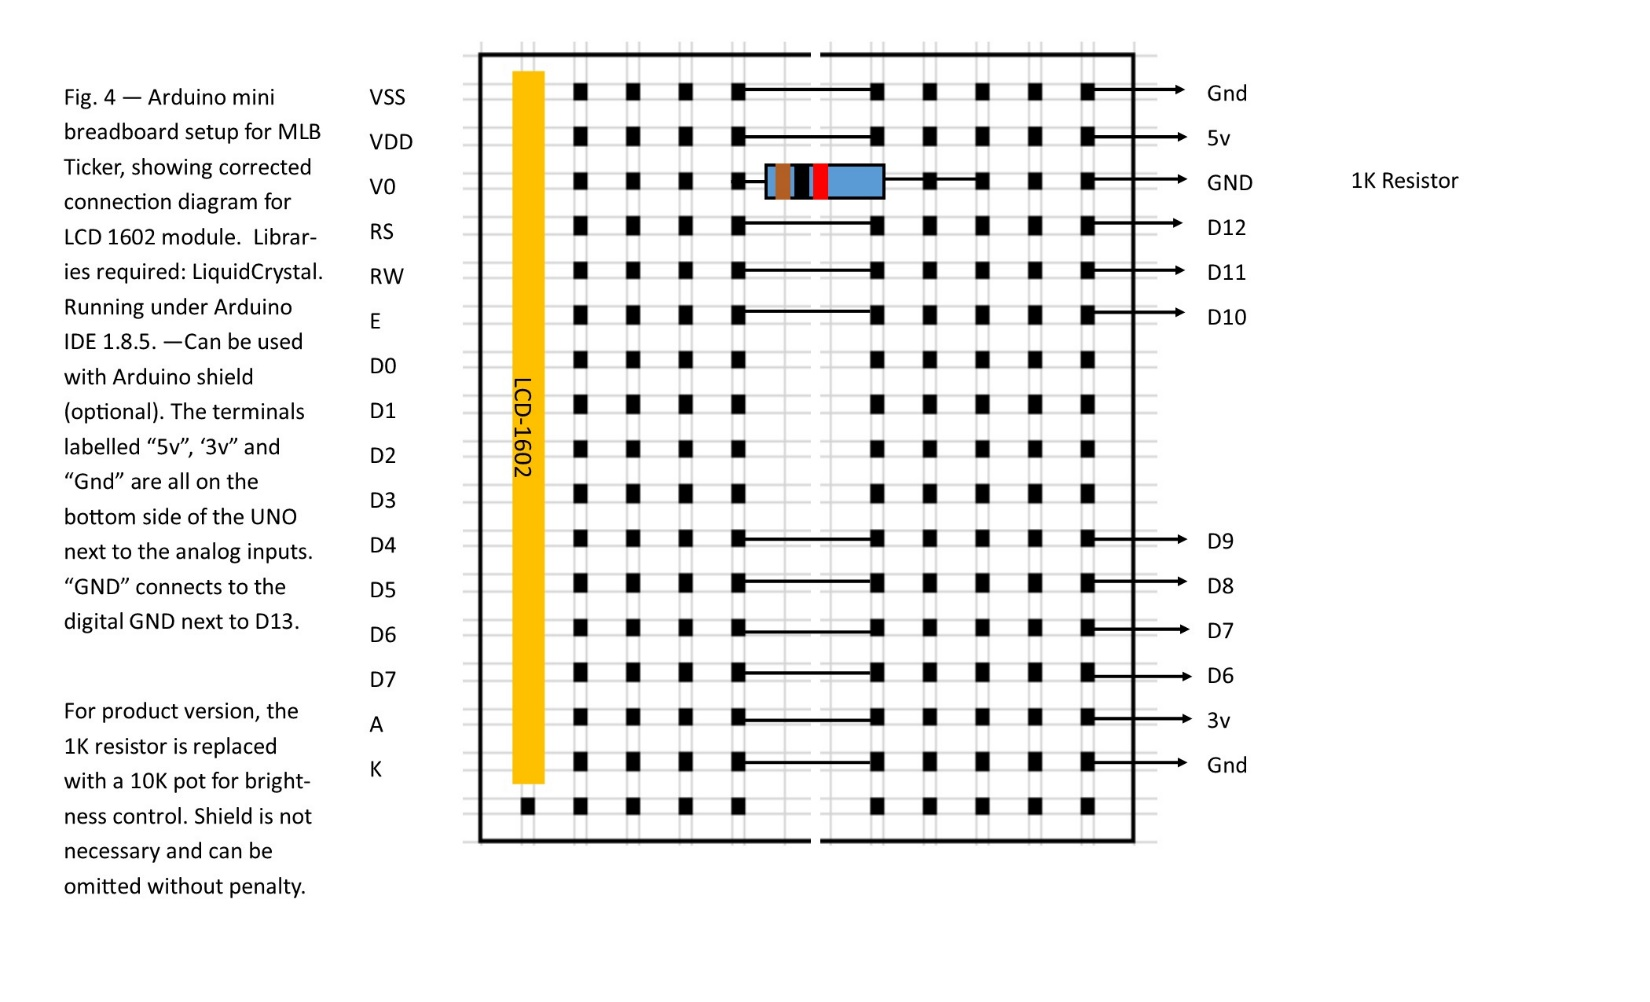 Fig. 4 — Arduino mini
breadboard setup for MLB
Ticker, showing corrected
connection diagram for
LCD 1602 module.  Librar-
ies required: LiquidCrystal.
Running under Arduino
IDE 1.8.5. —Can be used
with Arduino shield
(optional). The terminals
labelled “5v”, ‘3v” and
“Gnd” are all on the
bottom side of the UNO
next to the analog inputs.
“GND” connects to the
digital GND next to D13.
For product version, the
1K resistor is replaced
with a 10K pot for bright-
ness control. Shield is not
necessary and can be
omitted without penalty.
VSS
VDD
V0
RS
RW
E
D0
D1
D2
D3
D4
D5
D6
D7
A
K
LCD-1602
Gnd
5v
GND
D12
D11
D10
D9
D8
D7
D6
3v
Gnd
1K Resistor